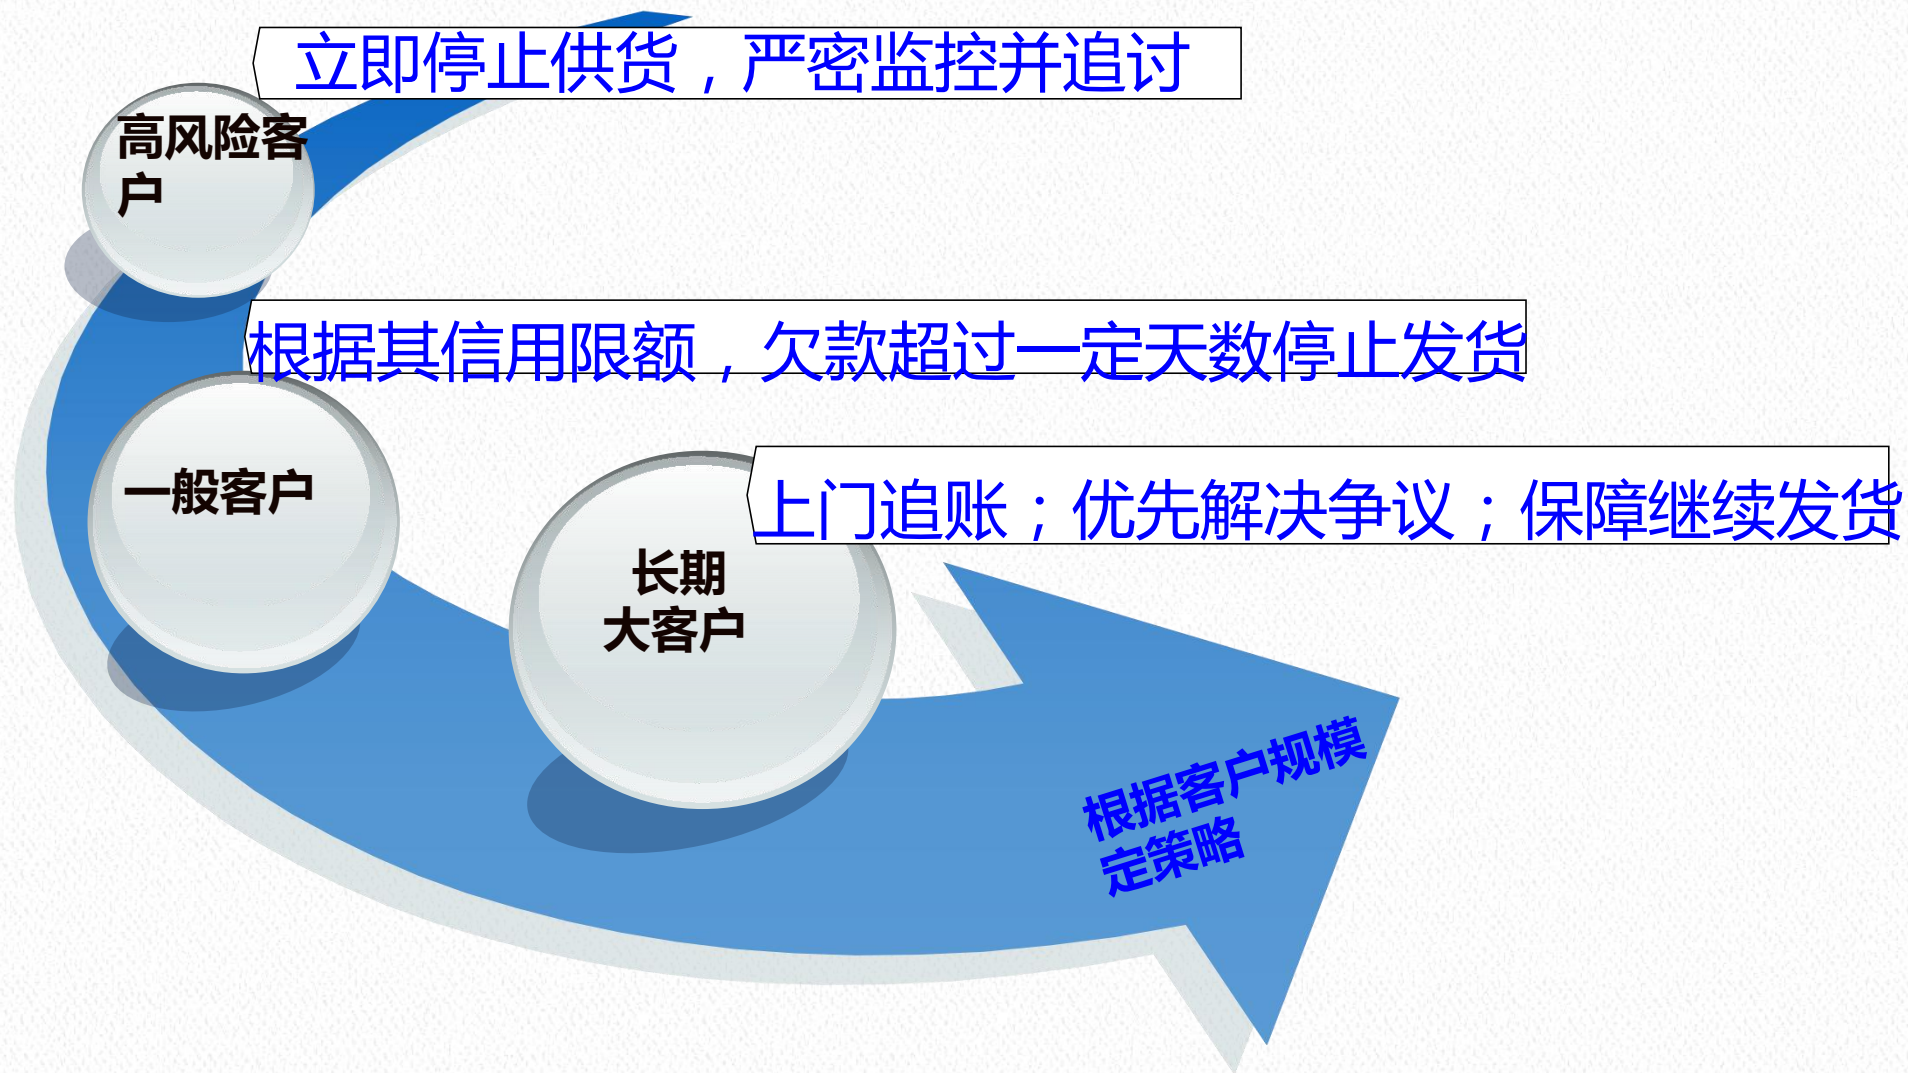 立即停止供货，严密监控并追讨
高风险客
户
根据其信用限额，欠款超过一定天数停止发货
一般客户
上门追账；优先解决争议；保障继续发货
长期
大客户
根据客户规模
定策略